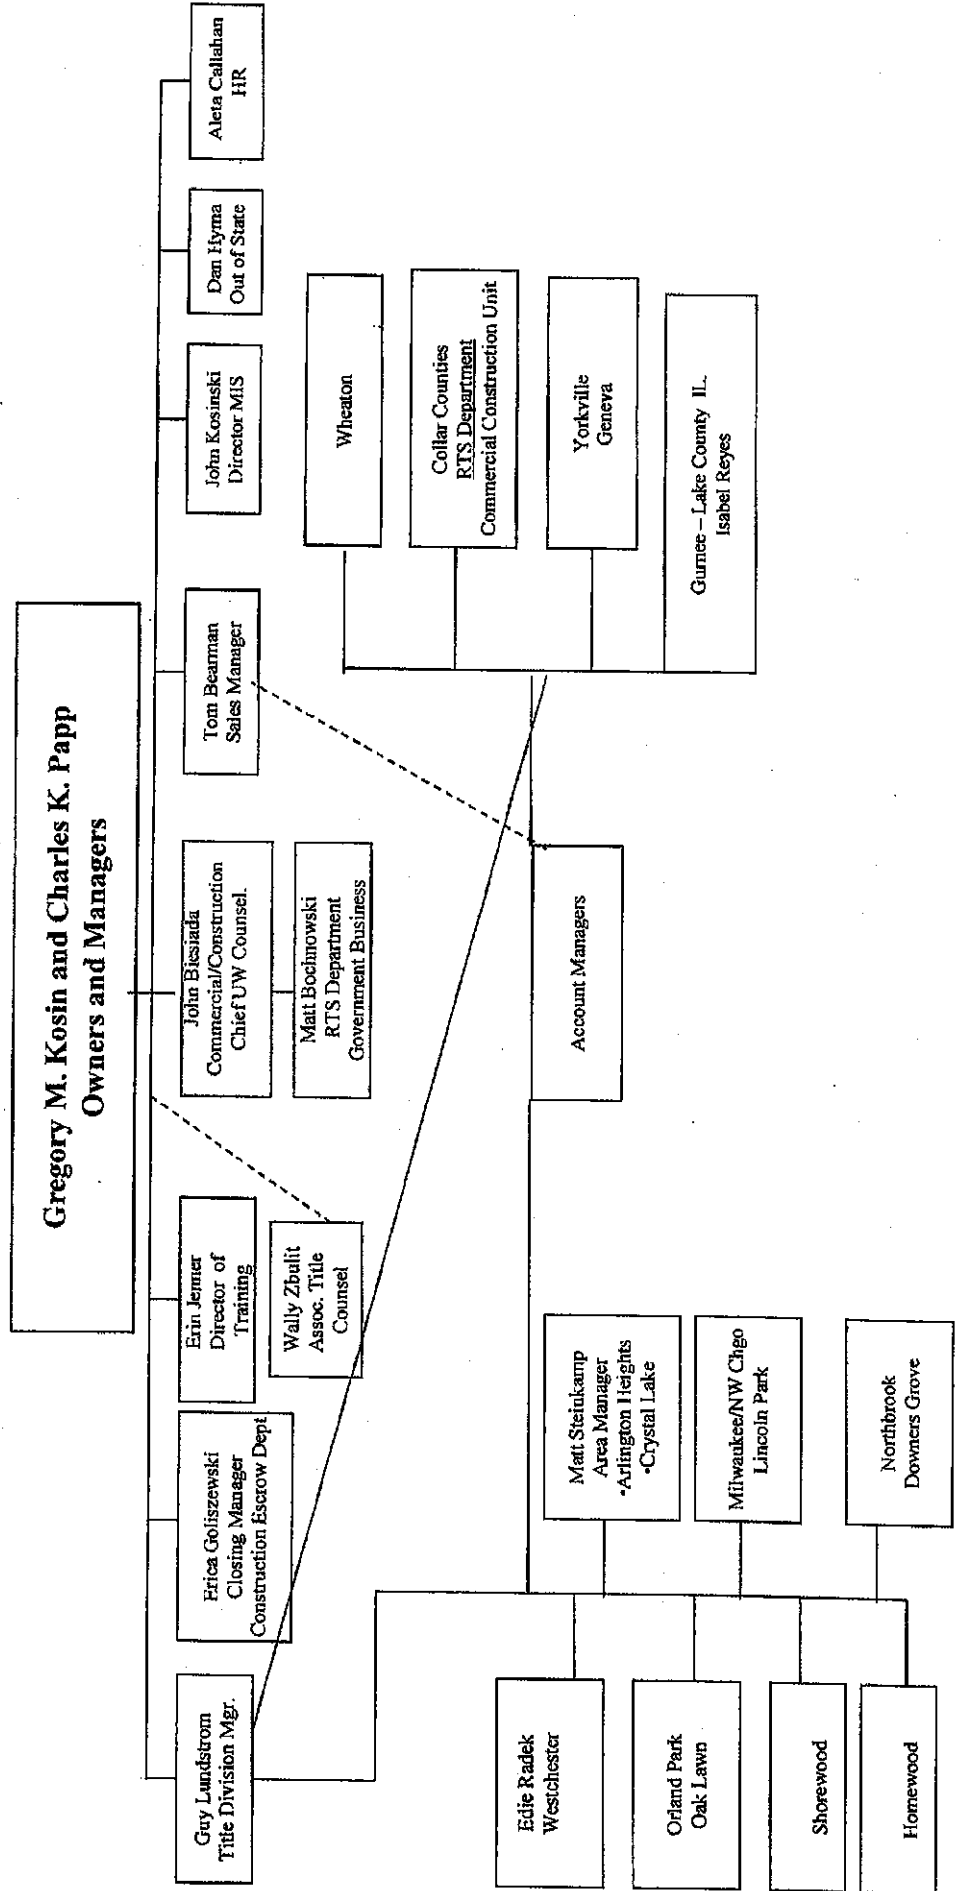 Gregory M. Kosin and Charles K. Papp
Owners and Managers
Guy Lundstrom
Title Division Mgr.
Erica Goliszewski
Closing Manager
Construction Escrow Dept
Erin Jenner
Director of
Training
Wally Zbulit
Assoc. Title
Counsel
John Biesiada
Commercial/Construction
Chief UW Counsel.
Matt Bochnowski
RTS Department
Government Business
Tom Bearman
Sales Manager
John Kosinski
Director MIS
Dan Hyma
Out of State
Aleta Callahan
HR
Edie Radek
Westchester
Orland Park
Oak Lawn
Shorewood
Homewood
Matt Steinkamp
Area Manager
•Arlington Heights
•Crystal Lake
Milwaukee/NW Chgo
Lincoln Park
Northbrook
Downers Grove
Account Managers
Wheaton
Collar Counties
RTS Department
Commercial Construction Unit
Yorkville
Geneva
Gurnee – Lake County IL.
Isabel Reyes